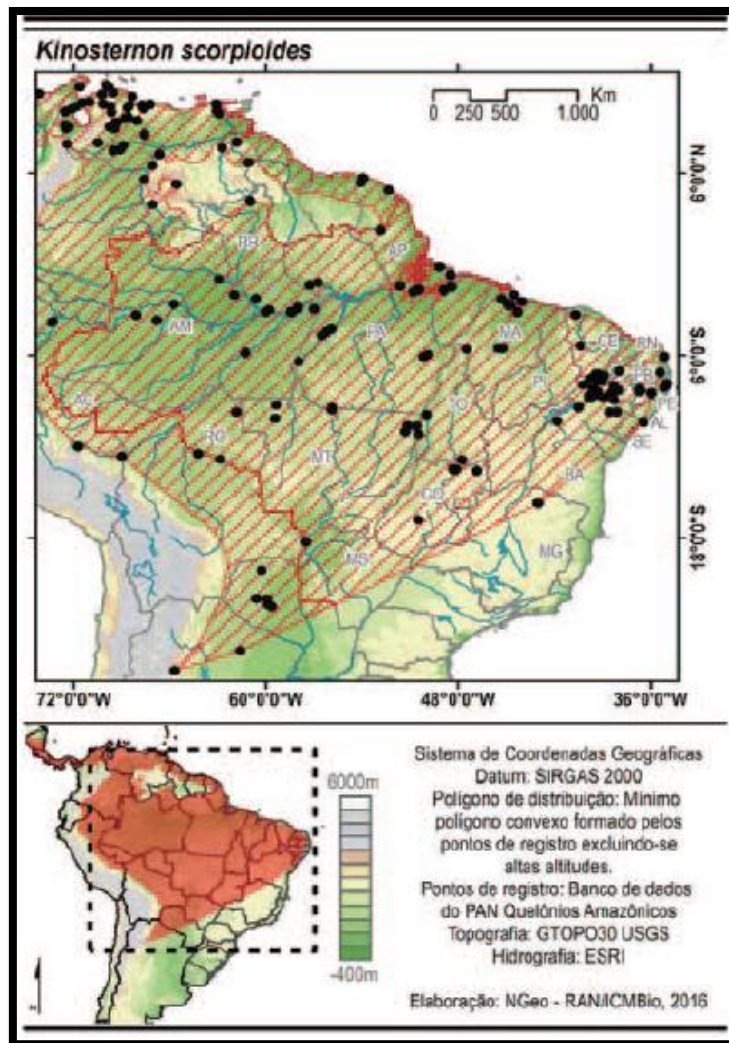 Kinosternon scorpioides
Km
0 250 500 1.000
6°0'0"N
RR
AP
AM
PA
MA
CE
RN
PB
PE
AL
SE
PI
6°0'0"S
AC
RO
TO
MT
BA
GO
MS
MG
18°0'0"S
72°0'0"W 60°0'0"W 48°0'0"W 36°0'0"W
6000m
-400m
Sistema de Coordenadas Geográficas
Datum: SIRGAS 2000
Polígono de distribuição: Mínimo
polígono convexo formado pelos
pontos de registro excluindo-se
altas altitudes.
Pontos de registro: Banco de dados
do PAN Quelônios Amazônicos
Topografia: GTOPO30 USGS
Hidrografia: ESRI
Elaboração: NGeo - RAN/ICMBio, 2016